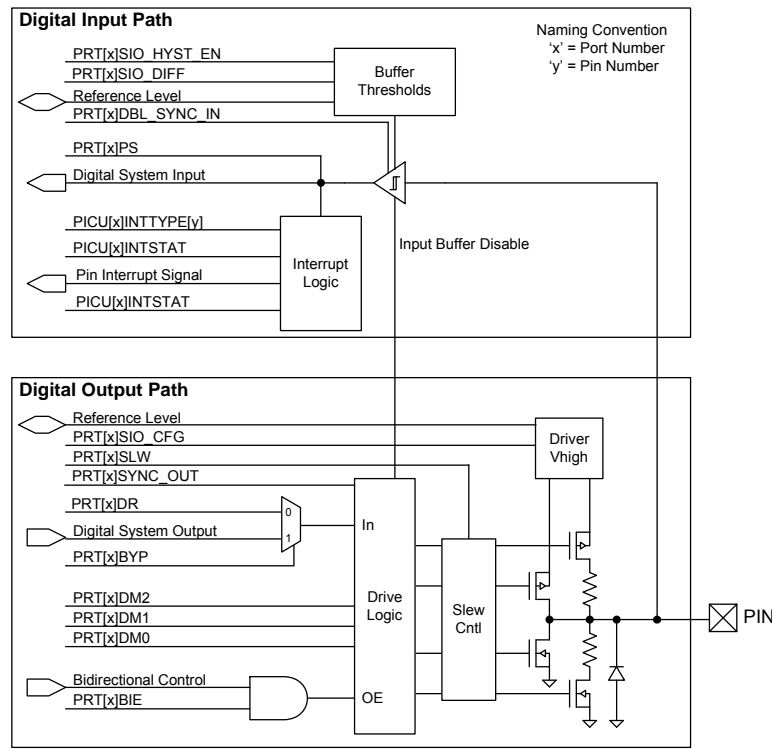 Digital Input Path
Naming Convention
'x' = Port Number
'y' = Pin Number
PRT[x]SIO_HYST_EN
PRT[x]SIO_DIFF
Reference Level
PRT[x]DBL_SYNC_IN
Buffer
Thresholds
PRT[x]PS
Digital System Input
PICU[x]INTTYPE[y]
PICU[x]INTSTAT
Pin Interrupt Signal
PICU[x]INTSTAT
Interrupt
Logic
Input Buffer Disable
Digital Output Path
Reference Level
PRT[x]SIO_CFG
PRT[x]SLW
PRT[x]SYNC_OUT
Driver
Vhigh
PRT[x]DR
Digital System Output
PRT[x]BYP
0
1
In
PRT[x]DM2
PRT[x]DM1
PRT[x]DM0
Drive
Logic
Slew
Cntl
PIN
Bidirectional Control
PRT[x]BIE
OE